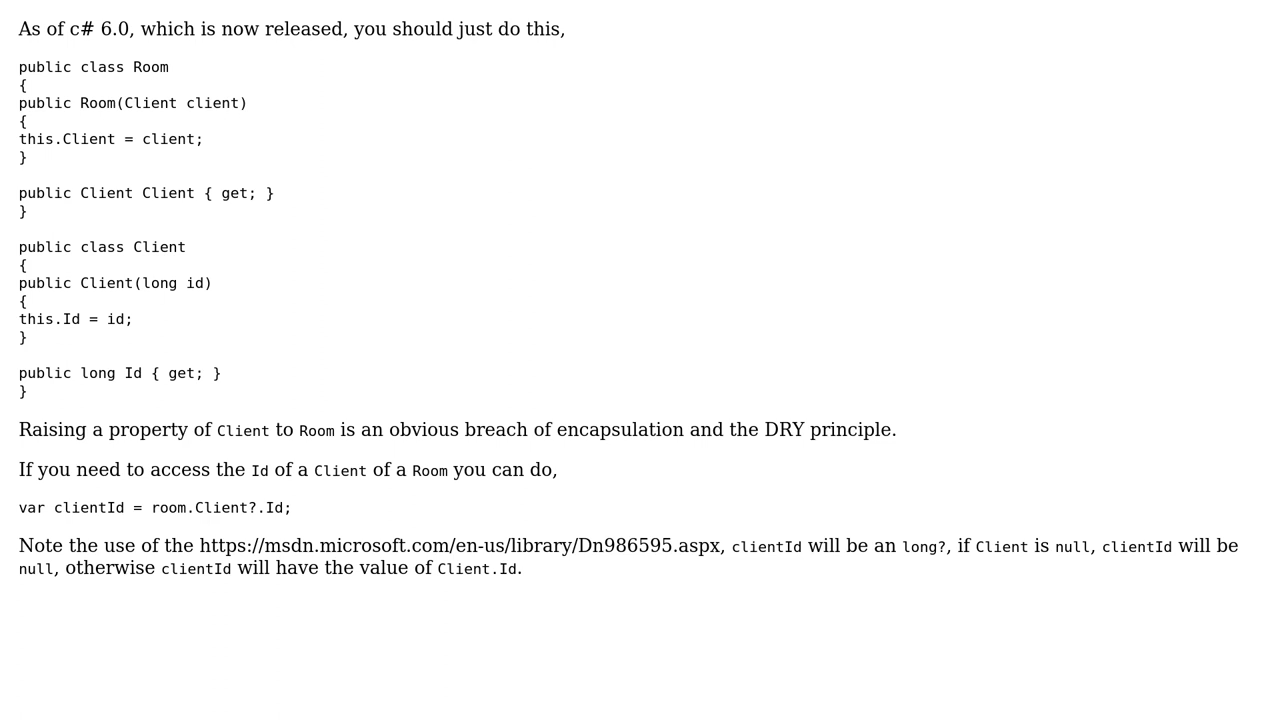 As of c# 6.0, which is now released, you should just do this,
public class Room
{
public Room(Client client)
{
this.Client = client;
}
public Client Client { get; }
}
public class Client
{
public Client(long id)
{
this.Id = id;
}
public long Id { get; }
}
Raising a property of Client to Room is an obvious breach of encapsulation and the DRY principle.
If you need to access the Id of a Client of a Room you can do,
var clientId = room.Client?.Id;
Note the use of the https://msdn.microsoft.com/en-us/library/Dn986595.aspx, clientId will be an long?, if Client is null, clientId will be
null, otherwise clientId will have the value of Client.Id.